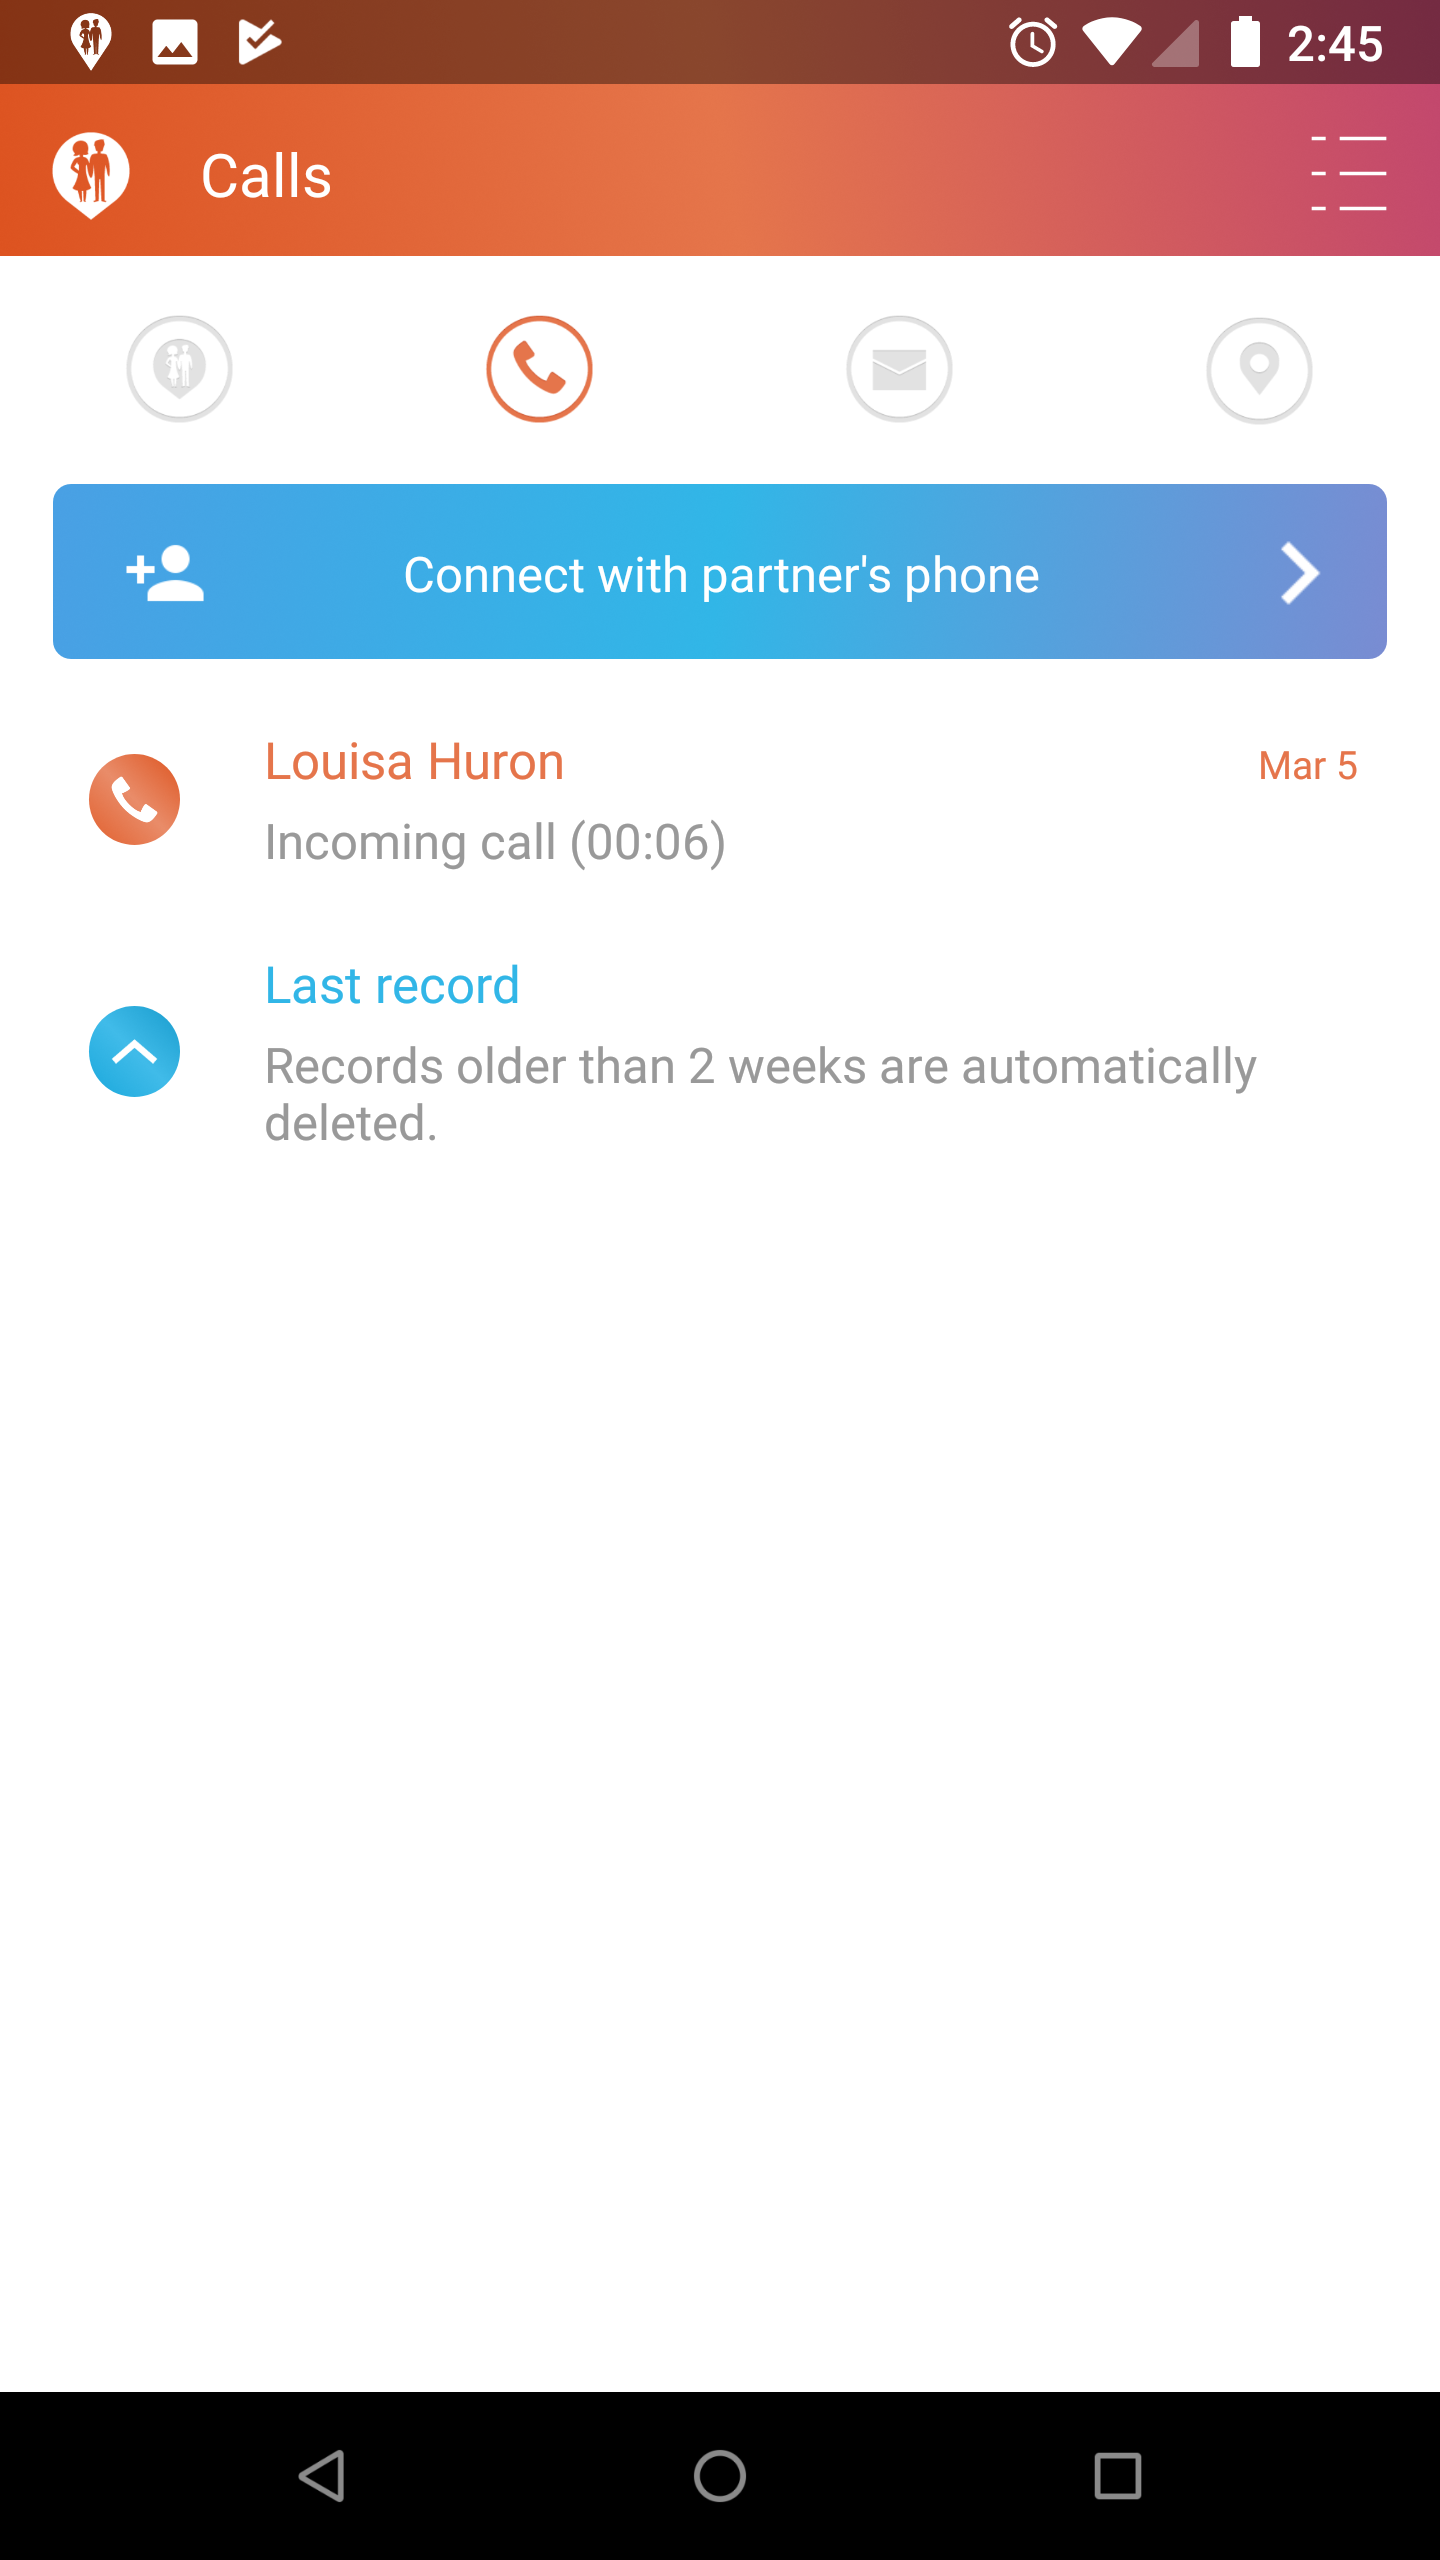 2:45
Calls
Connect with partner's phone
Louisa Huron
Mar 5
Incoming call (00:06)
Last record
Records older than 2 weeks are automatically
deleted.